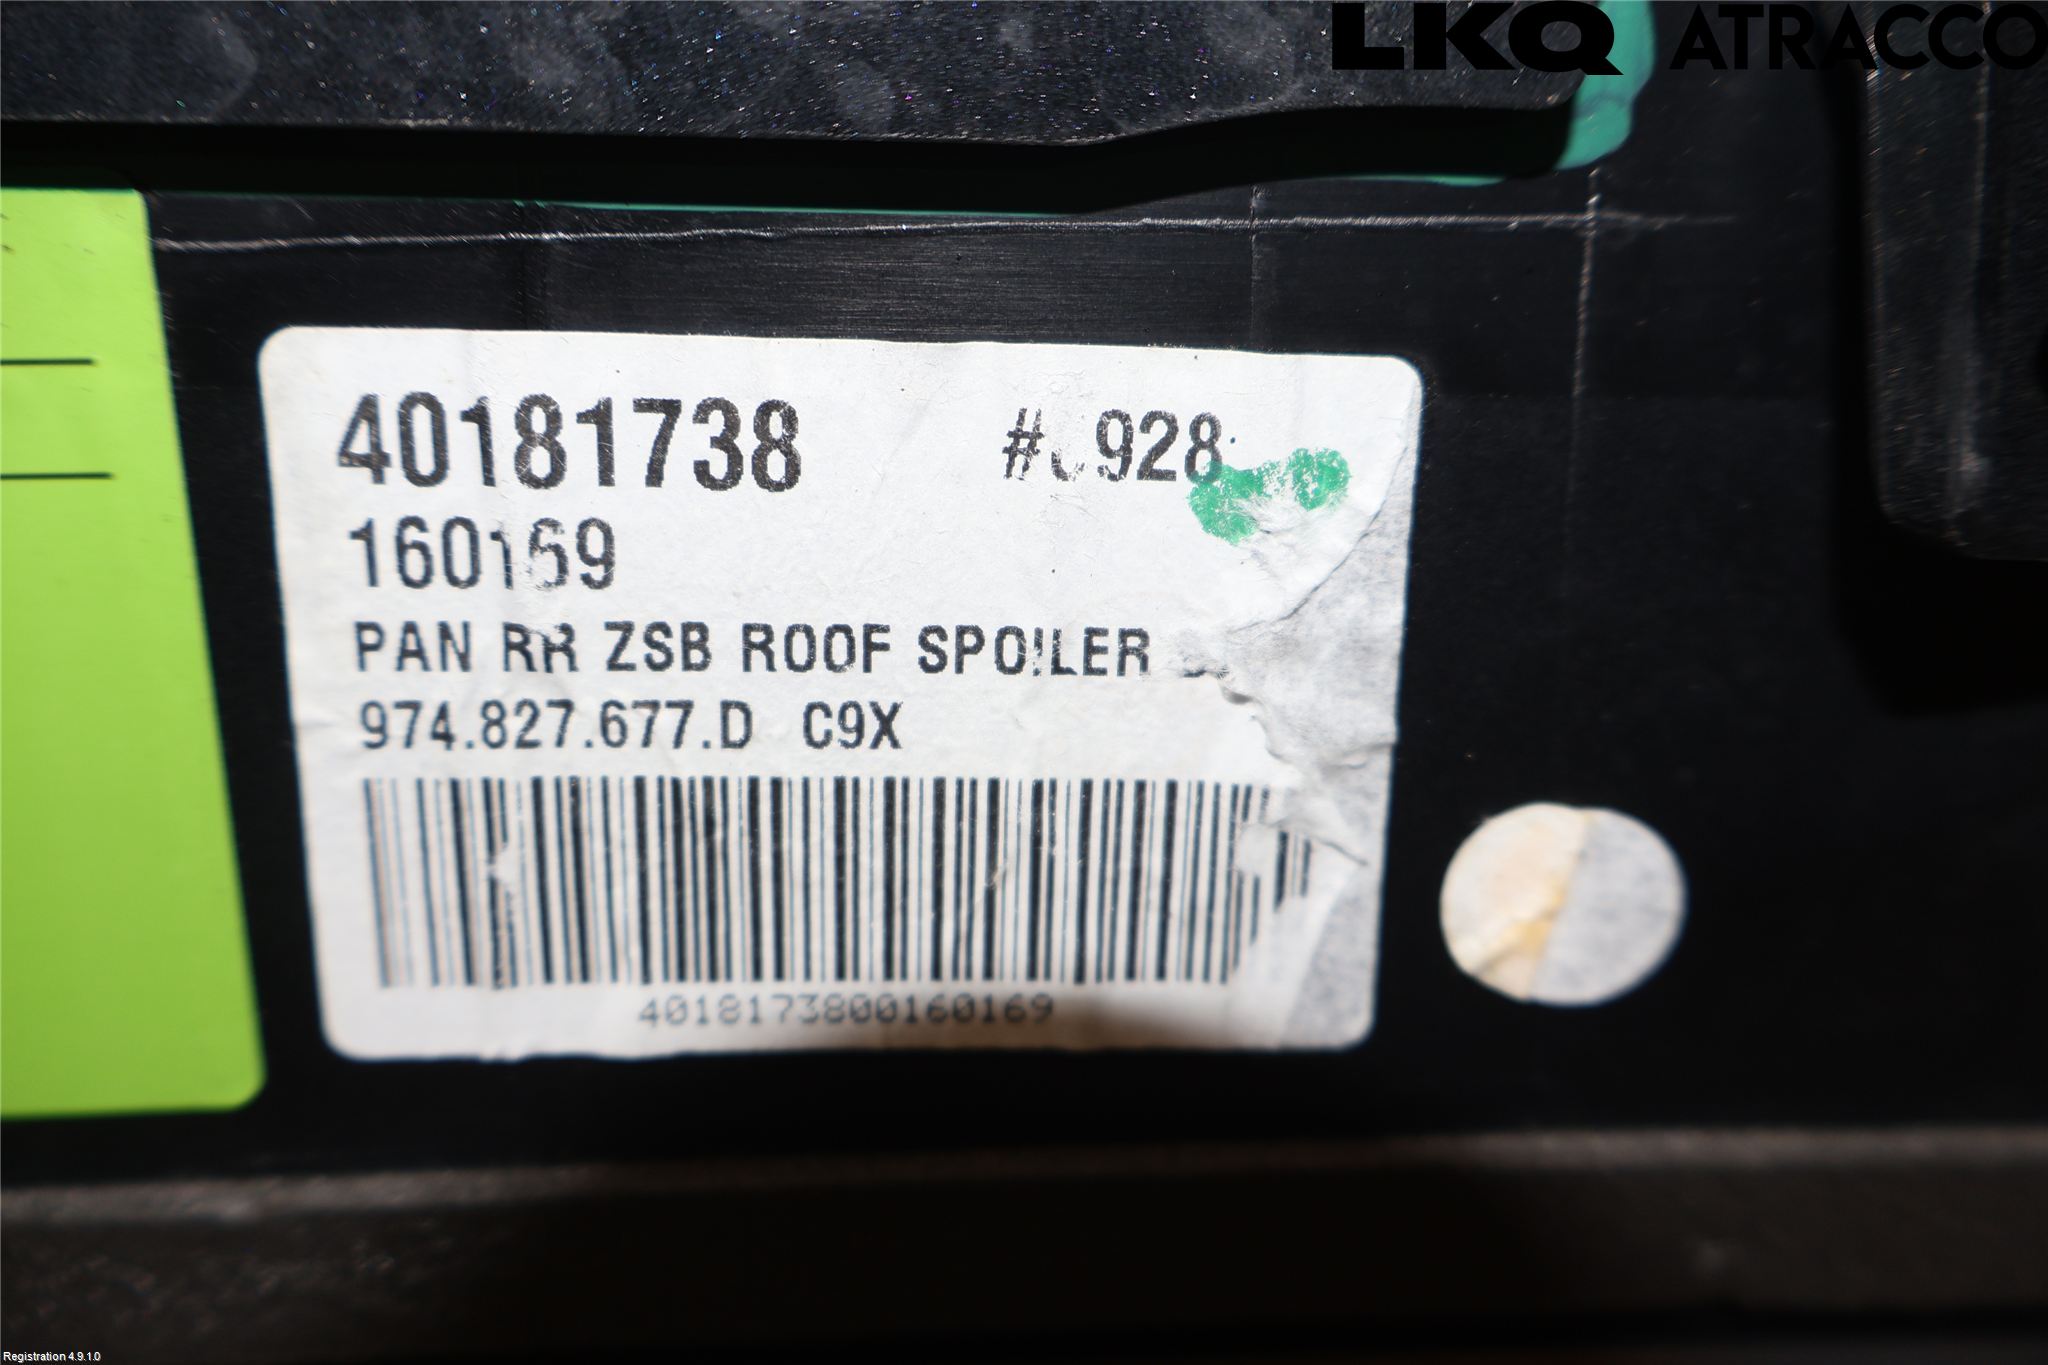 LKQ ATRACCO
40181738
160169
PAN RR ZSB ROOF SPOILER
974.827.677.D C9X
4018173800160169
Registration 4.9.1.0